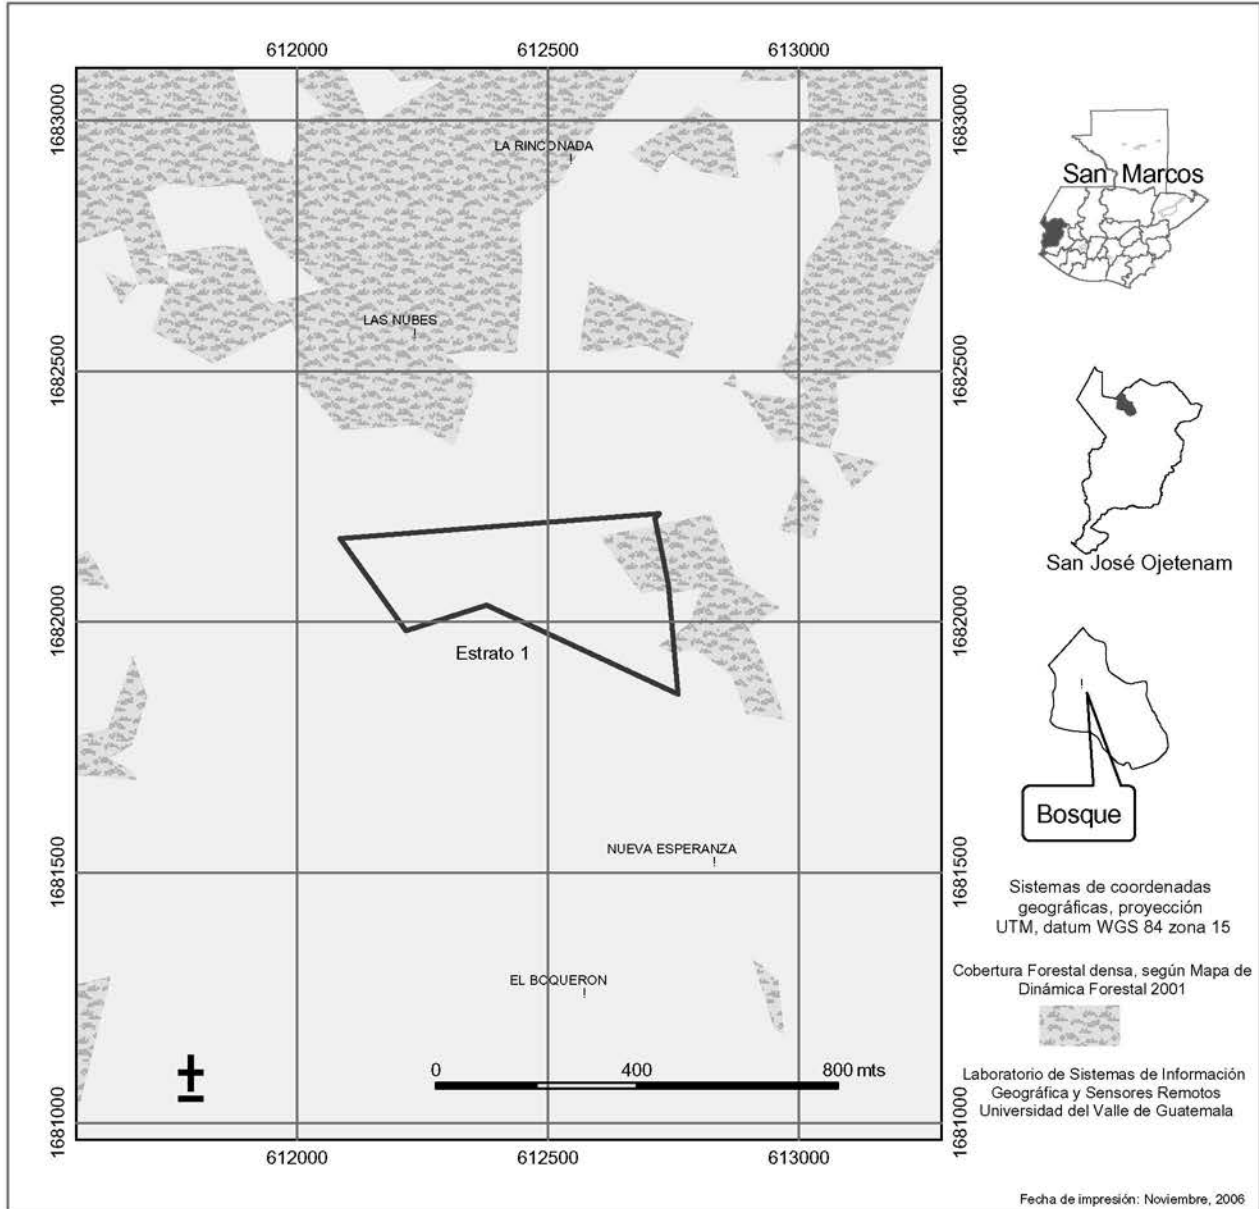 612000 612500 613000
1683000 1683000
LA RINCONADA
San Marcos
LAS NUBES
1682500 1682500
San José Ojetenam
1682000 1682000
Estrato 1
Bosque
NUEVA ESPERANZA
1681500 1681500
Sistemas de coordenadas
geográficas, proyección
UTM, datum WGS 84 zona 15
EL BOQUERON
Cobertura Forestal densa, según Mapa de
Dinámica Forestal 2001
0 400 800 mts
Laboratorio de Sistemas de Información
Geográfica y Sensores Remotos
Universidad del Valle de Guatemala
1681000 1681000
612000 612500 613000
Fecha de impresión: Noviembre, 2006